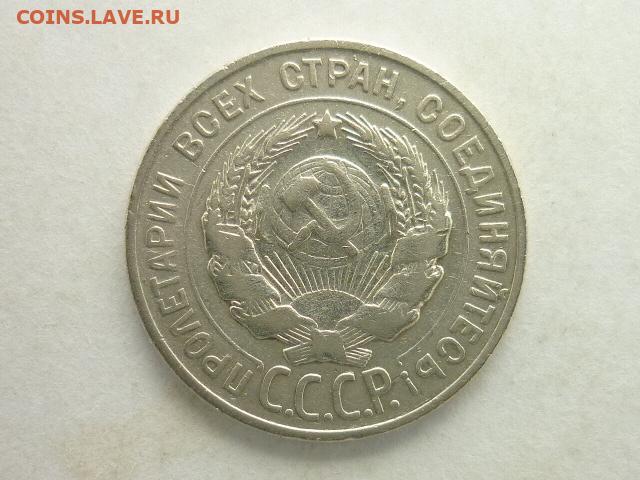 COINS.LAVE.RU
ПРОЛЕТАРИИ ВСЕХ СТРАН, СОЕДИНЯЙТЕСЬ!
С.С.С.Р.